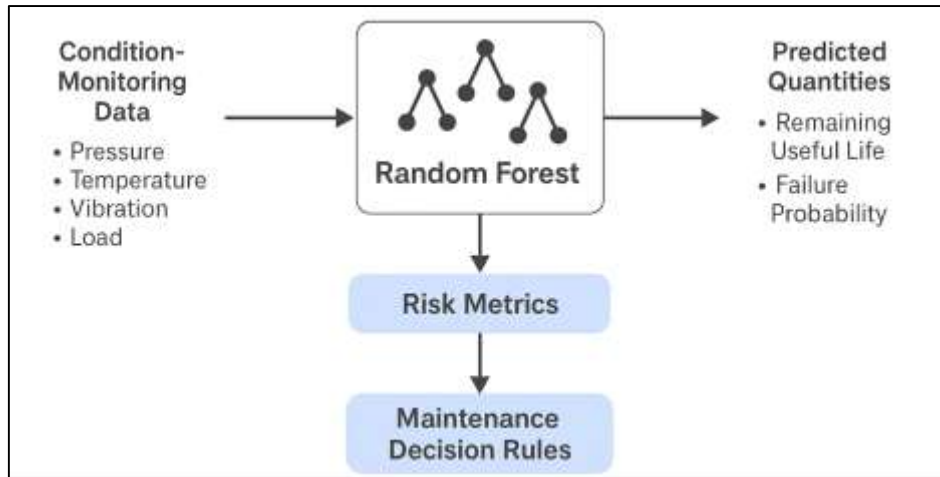 Condition-
Monitoring
Data
• Pressure
• Temperature
• Vibration
• Load
Random Forest
Predicted
Quantities
• Remaining
Useful Life
• Failure
Probability
Risk Metrics
Maintenance
Decision Rules